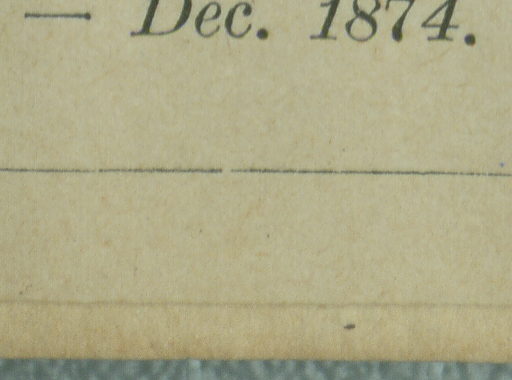 — Dec. 1874.